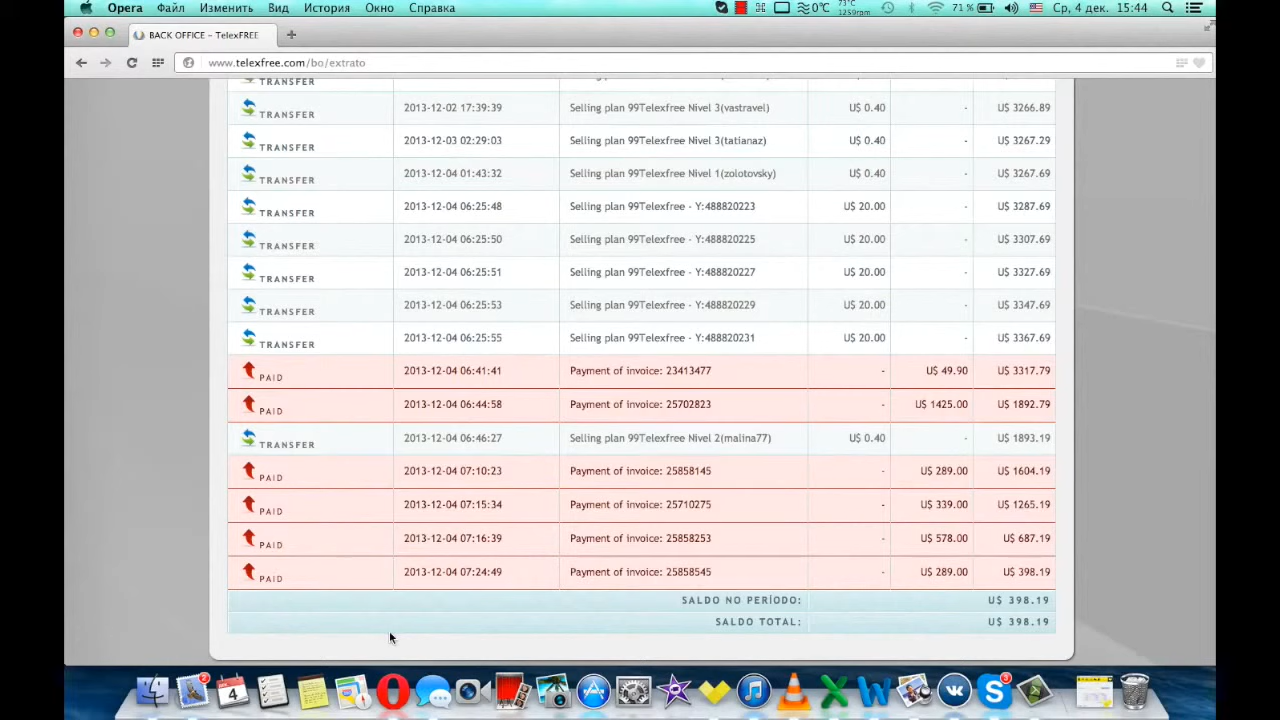 Opera Файл Изменить Вид История Окно Справка 0°C 73°C 71 % Ср, 4 дек. 15:44
BACK OFFICE – TelexFREE
www.telexfree.com/bo/extrato
TRANSFER
TRANSFER 2013-12-02 17:39:39 Selling plan 99Telexfree Nivel 3(vastravel) U$ 0.40 - U$ 3266.89
TRANSFER 2013-12-03 02:29:03 Selling plan 99Telexfree Nivel 3(tatianaz) U$ 0.40 - U$ 3267.29
TRANSFER 2013-12-04 01:43:32 Selling plan 99Telexfree Nivel 1(zolotovsky) U$ 0.40 - U$ 3267.69
TRANSFER 2013-12-04 06:25:48 Selling plan 99Telexfree - Y:488820223 U$ 20.00 - U$ 3287.69
TRANSFER 2013-12-04 06:25:50 Selling plan 99Telexfree - Y:488820225 U$ 20.00 - U$ 3307.69
TRANSFER 2013-12-04 06:25:51 Selling plan 99Telexfree - Y:488820227 U$ 20.00 - U$ 3327.69
TRANSFER 2013-12-04 06:25:53 Selling plan 99Telexfree - Y:488820229 U$ 20.00 - U$ 3347.69
TRANSFER 2013-12-04 06:25:55 Selling plan 99Telexfree - Y:488820231 U$ 20.00 - U$ 3367.69
PAID 2013-12-04 06:41:41 Payment of invoice: 23413477 - U$ 49.90 U$ 3317.79
PAID 2013-12-04 06:44:58 Payment of invoice: 25702823 - U$ 1425.00 U$ 1892.79
TRANSFER 2013-12-04 06:46:27 Selling plan 99Telexfree Nivel 2(malina77) U$ 0.40 - U$ 1893.19
PAID 2013-12-04 07:10:23 Payment of invoice: 25858145 - U$ 289.00 U$ 1604.19
PAID 2013-12-04 07:15:34 Payment of invoice: 25710275 - U$ 339.00 U$ 1265.19
PAID 2013-12-04 07:16:39 Payment of invoice: 25858253 - U$ 578.00 U$ 687.19
PAID 2013-12-04 07:24:49 Payment of invoice: 25858545 - U$ 289.00 U$ 398.19
SALDO NO PERÍODO: U$ 398.19
SALDO TOTAL: U$ 398.19